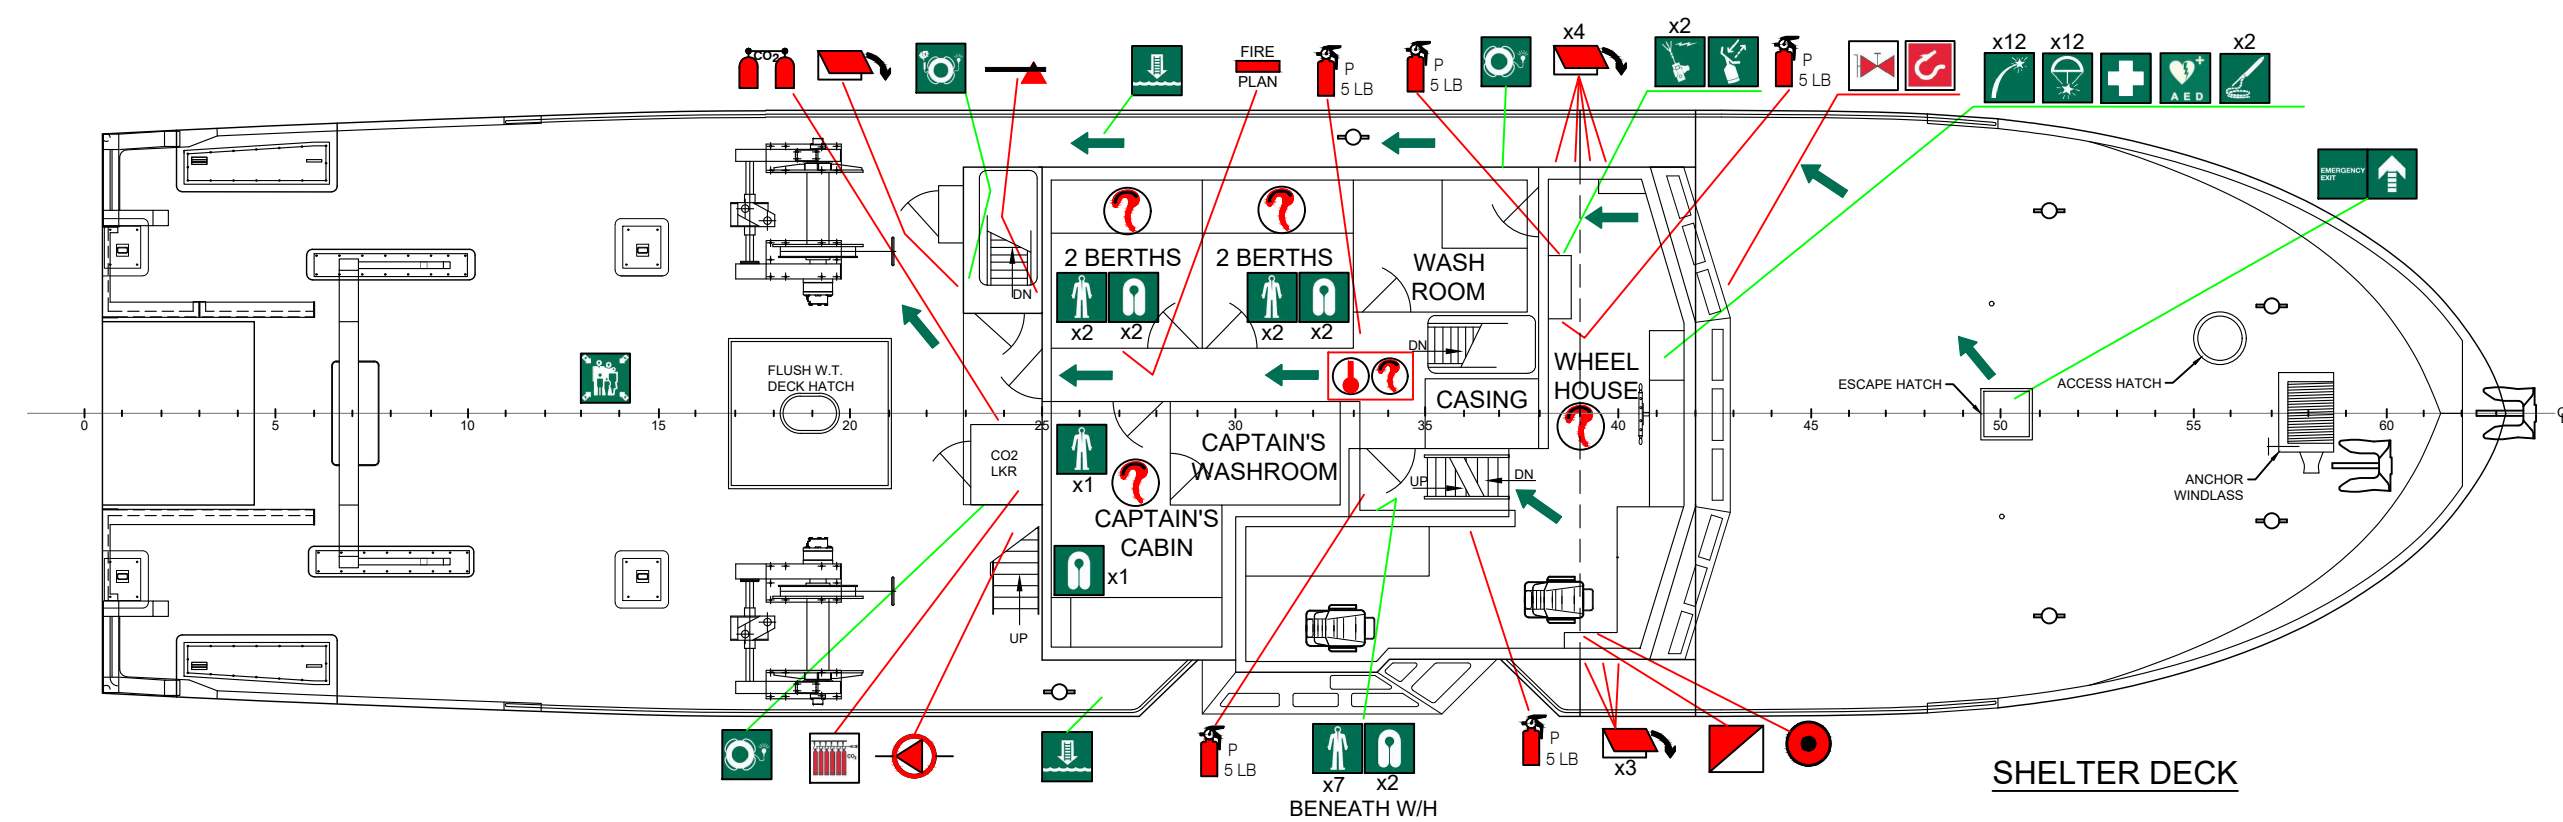 CO2
FIRE
PLAN
P
5 LB
P
5 LB
x4
x2
P
5 LB
x12
x12
AED
x2
EMERGENCY
EXIT
2 BERTHS
2 BERTHS
WASH
ROOM
x2
x2
x2
x2
DN
DN
WHEEL
HOUSE
CASING
FLUSH W.T.
DECK HATCH
ESCAPE HATCH
ACCESS HATCH
0
5
10
15
20
25
30
35
40
45
50
55
60
CO2
LKR
x1
CAPTAIN'S
WASHROOM
CAPTAIN'S
CABIN
x1
UP
DN
UP
ANCHOR
WINDLASS
CO2
P
5 LB
x7
x2
BENEATH W/H
P
5 LB
x3
SHELTER DECK